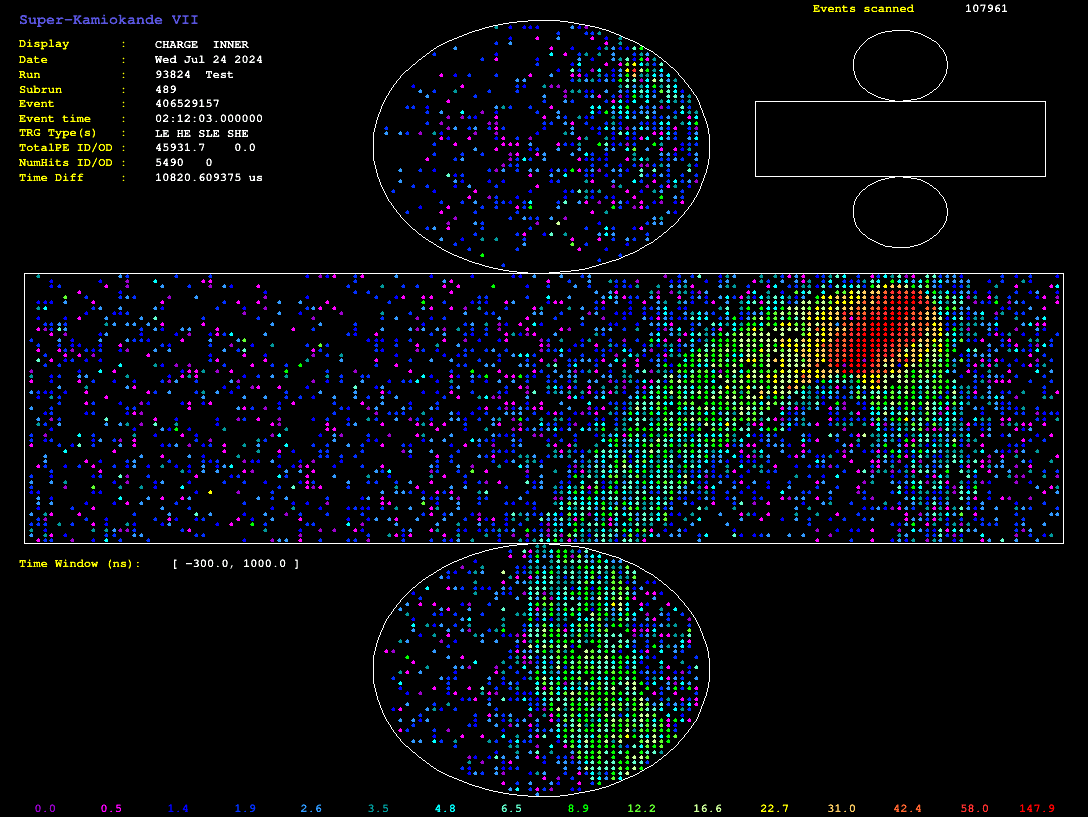 Super-Kamiokande VII
Events scanned 107961
Display : CHARGE INNER
Date : Wed Jul 24 2024
Run : 93824 Test
Subrun : 489
Event : 406529157
Event time : 02:12:03.000000
TRG Type(s) : LE HE SLE SHE
TotalPE ID/OD : 45931.7 0.0
NumHits ID/OD : 5490 0
Time Diff : 10820.609375 us
Time Window (ns): [ -300.0, 1000.0 ]
0.0 0.5 1.4 1.9 2.6 3.5 4.8 6.5 8.9 12.2 16.6 22.7 31.0 42.4 58.0 147.9